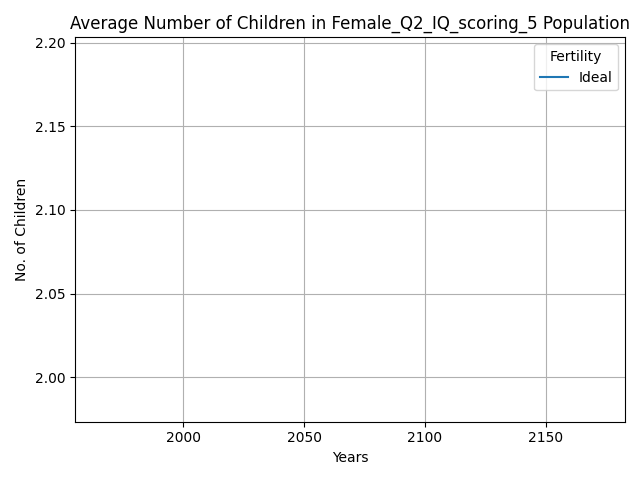 Average Number of Children in Female_Q2_IQ_scoring_5 Population
2.20
2.15
2.10
2.05
2.00
No. of Children
Fertility
Ideal
2000
2050
2100
2150
Years